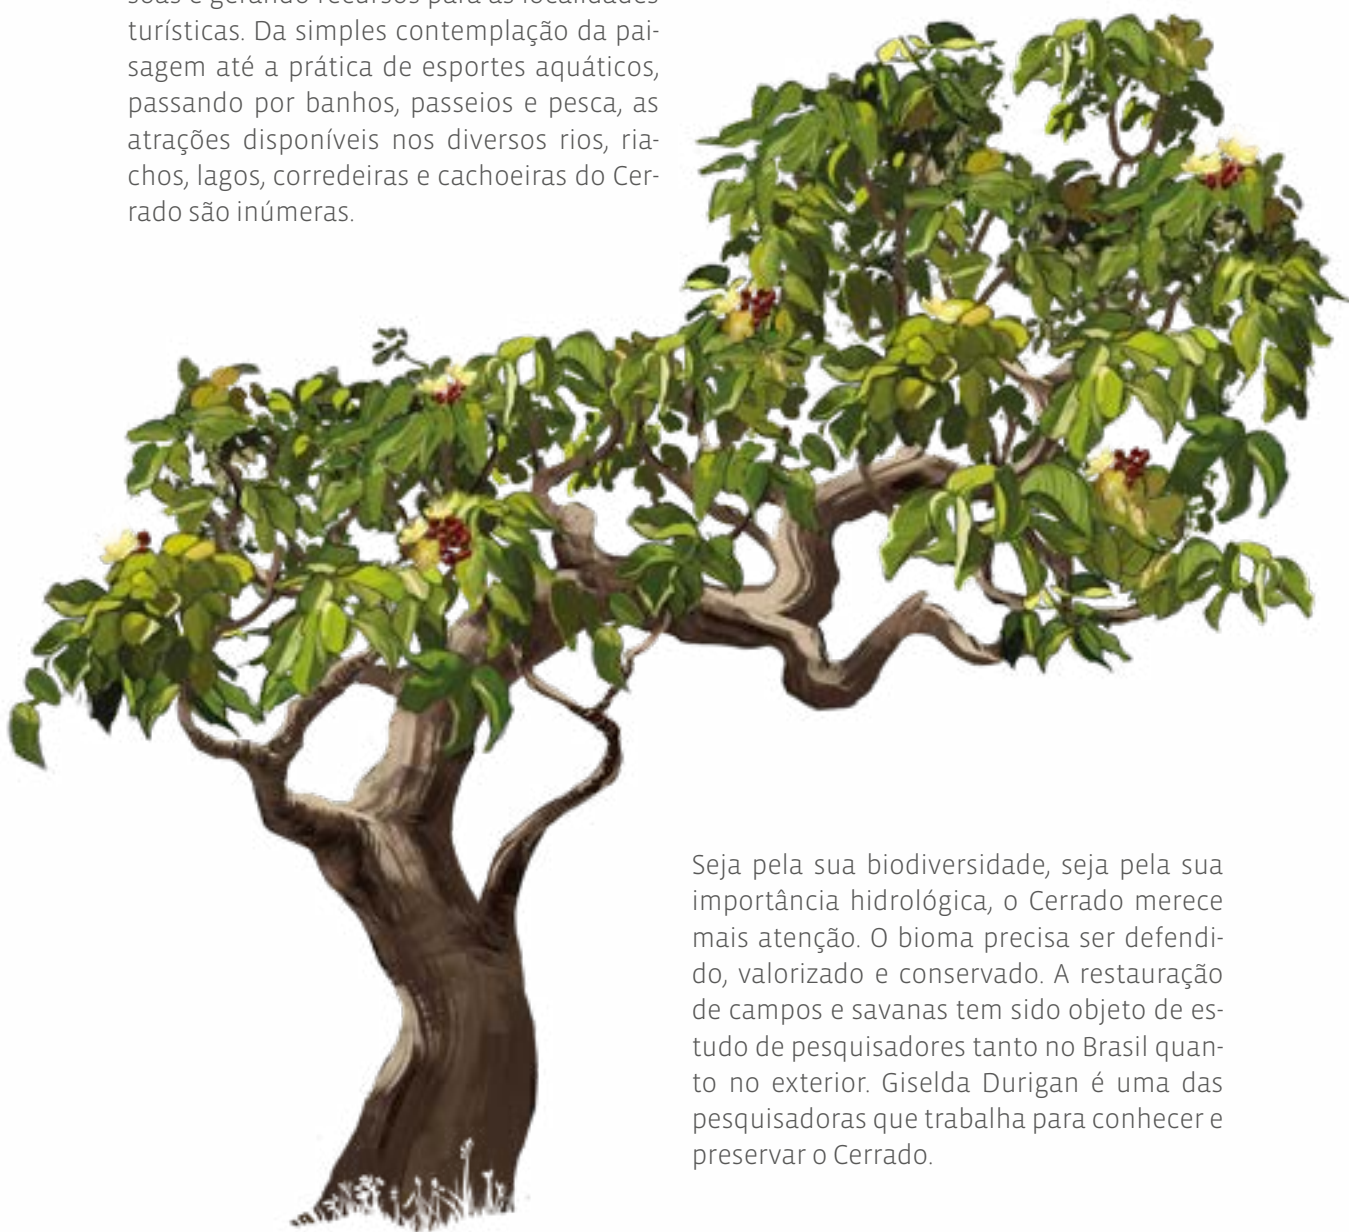 soas e gerando recursos para as localidades
turísticas. Da simples contemplação da pai-
sagem até a prática de esportes aquáticos,
passando por banhos, passeios e pesca, as
atrações disponíveis nos diversos rios, ria-
chos, lagos, corredeiras e cachoeiras do Cer-
rado são inúmeras.
Seja pela sua biodiversidade, seja pela sua
importância hidrológica, o Cerrado merece
mais atenção. O bioma precisa ser defendi-
do, valorizado e conservado. A restauração
de campos e savanas tem sido objeto de es-
tudo de pesquisadores tanto no Brasil quan-
to no exterior. Giselda Durigan é uma das
pesquisadoras que trabalha para conhecer e
preservar o Cerrado.